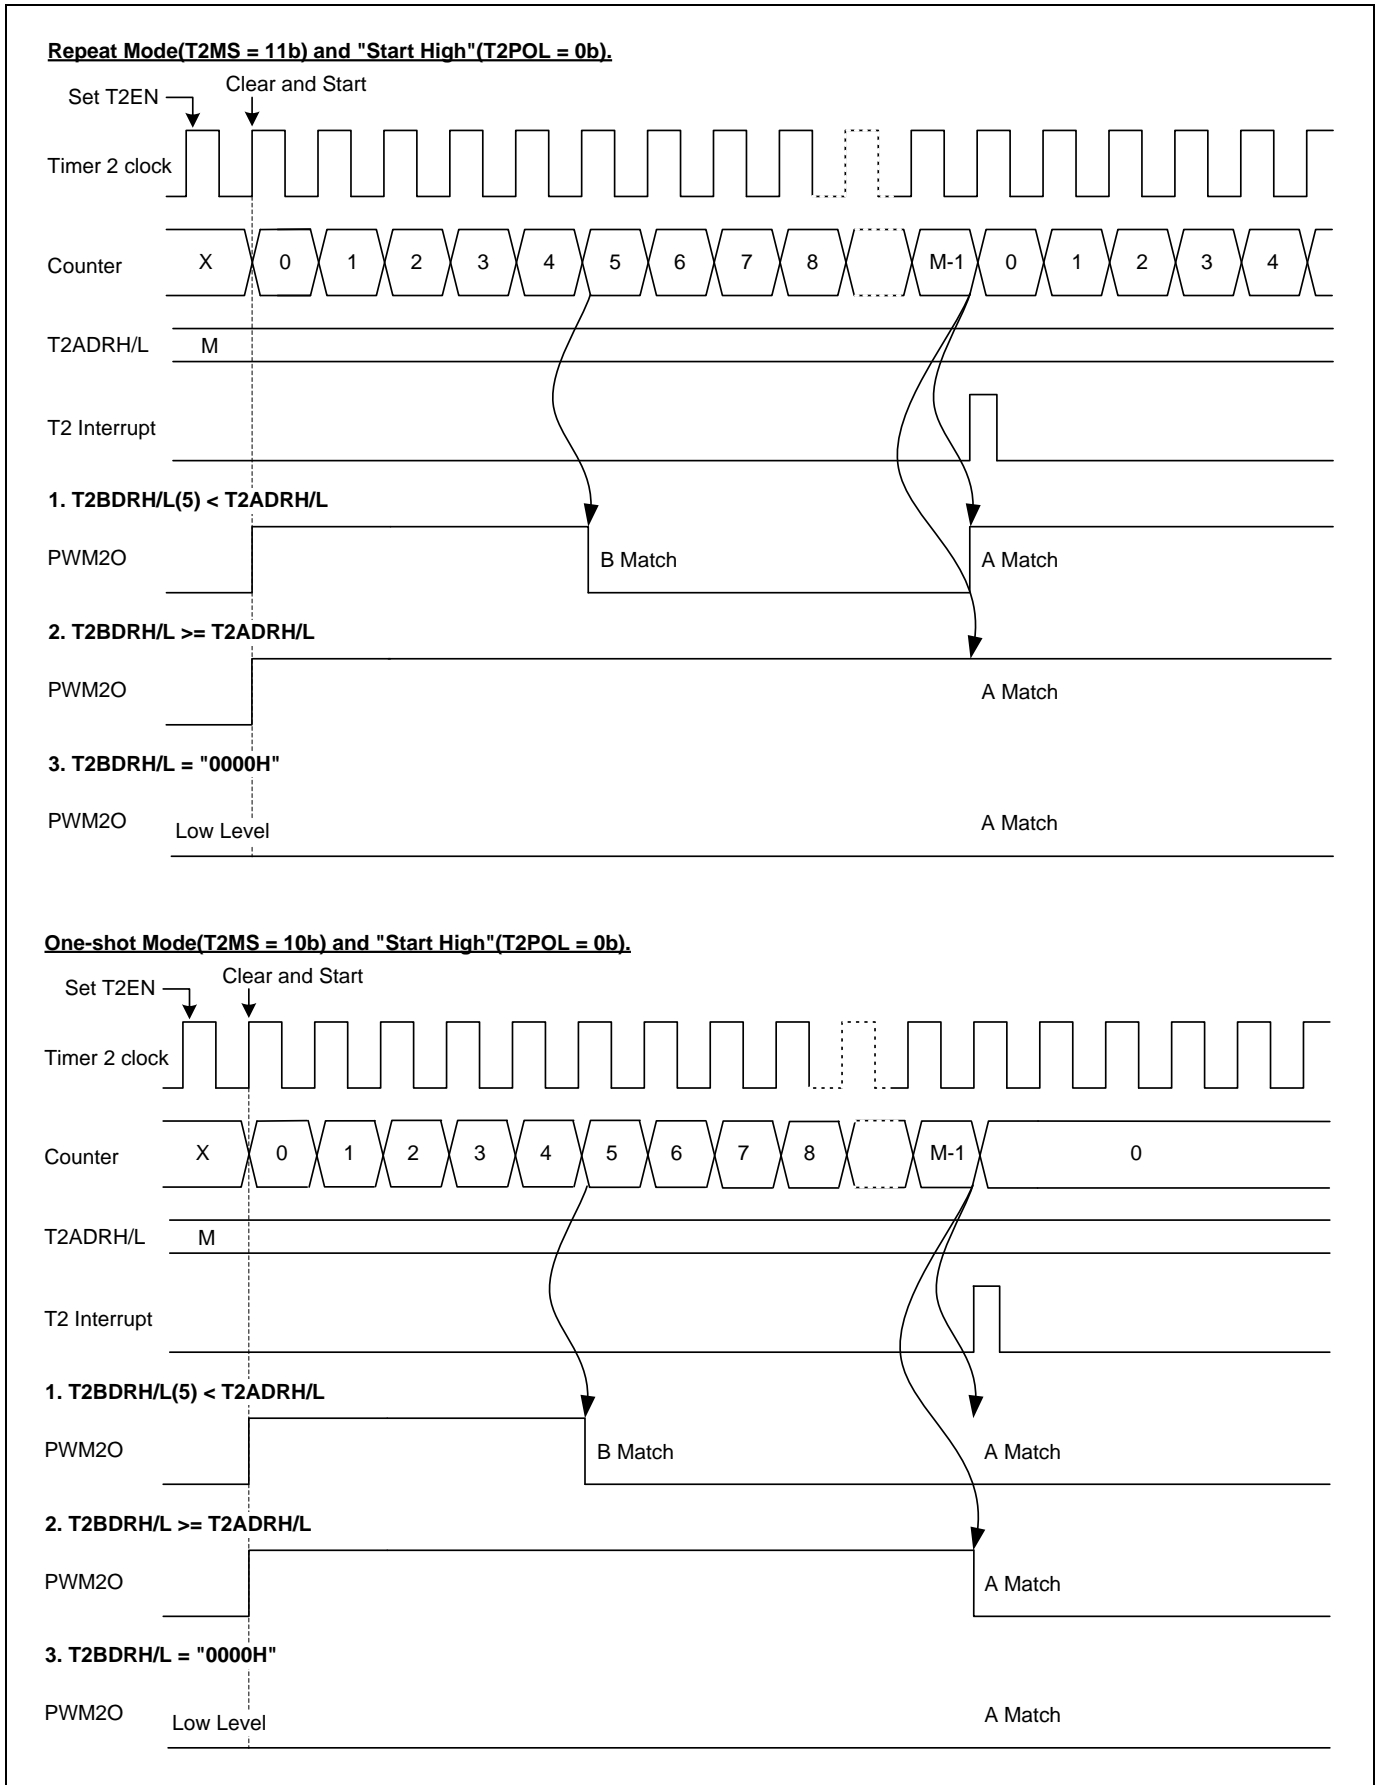 Repeat Mode(T2MS = 11b) and "Start High"(T2POL = 0b).
Set T2EN
Clear and Start
Timer 2 clock
Counter X 0 1 2 3 4 5 6 7 8 M-1 0 1 2 3 4
T2ADRH/L M
T2 Interrupt
1. T2BDRH/L(5) < T2ADRH/L
PWM2O B Match A Match
2. T2BDRH/L >= T2ADRH/L
PWM2O A Match
3. T2BDRH/L = "0000H"
PWM2O Low Level A Match
One-shot Mode(T2MS = 10b) and "Start High"(T2POL = 0b).
Set T2EN
Clear and Start
Timer 2 clock
Counter X 0 1 2 3 4 5 6 7 8 M-1 0
T2ADRH/L M
T2 Interrupt
1. T2BDRH/L(5) < T2ADRH/L
PWM2O B Match A Match
2. T2BDRH/L >= T2ADRH/L
PWM2O A Match
3. T2BDRH/L = "0000H"
PWM2O Low Level A Match